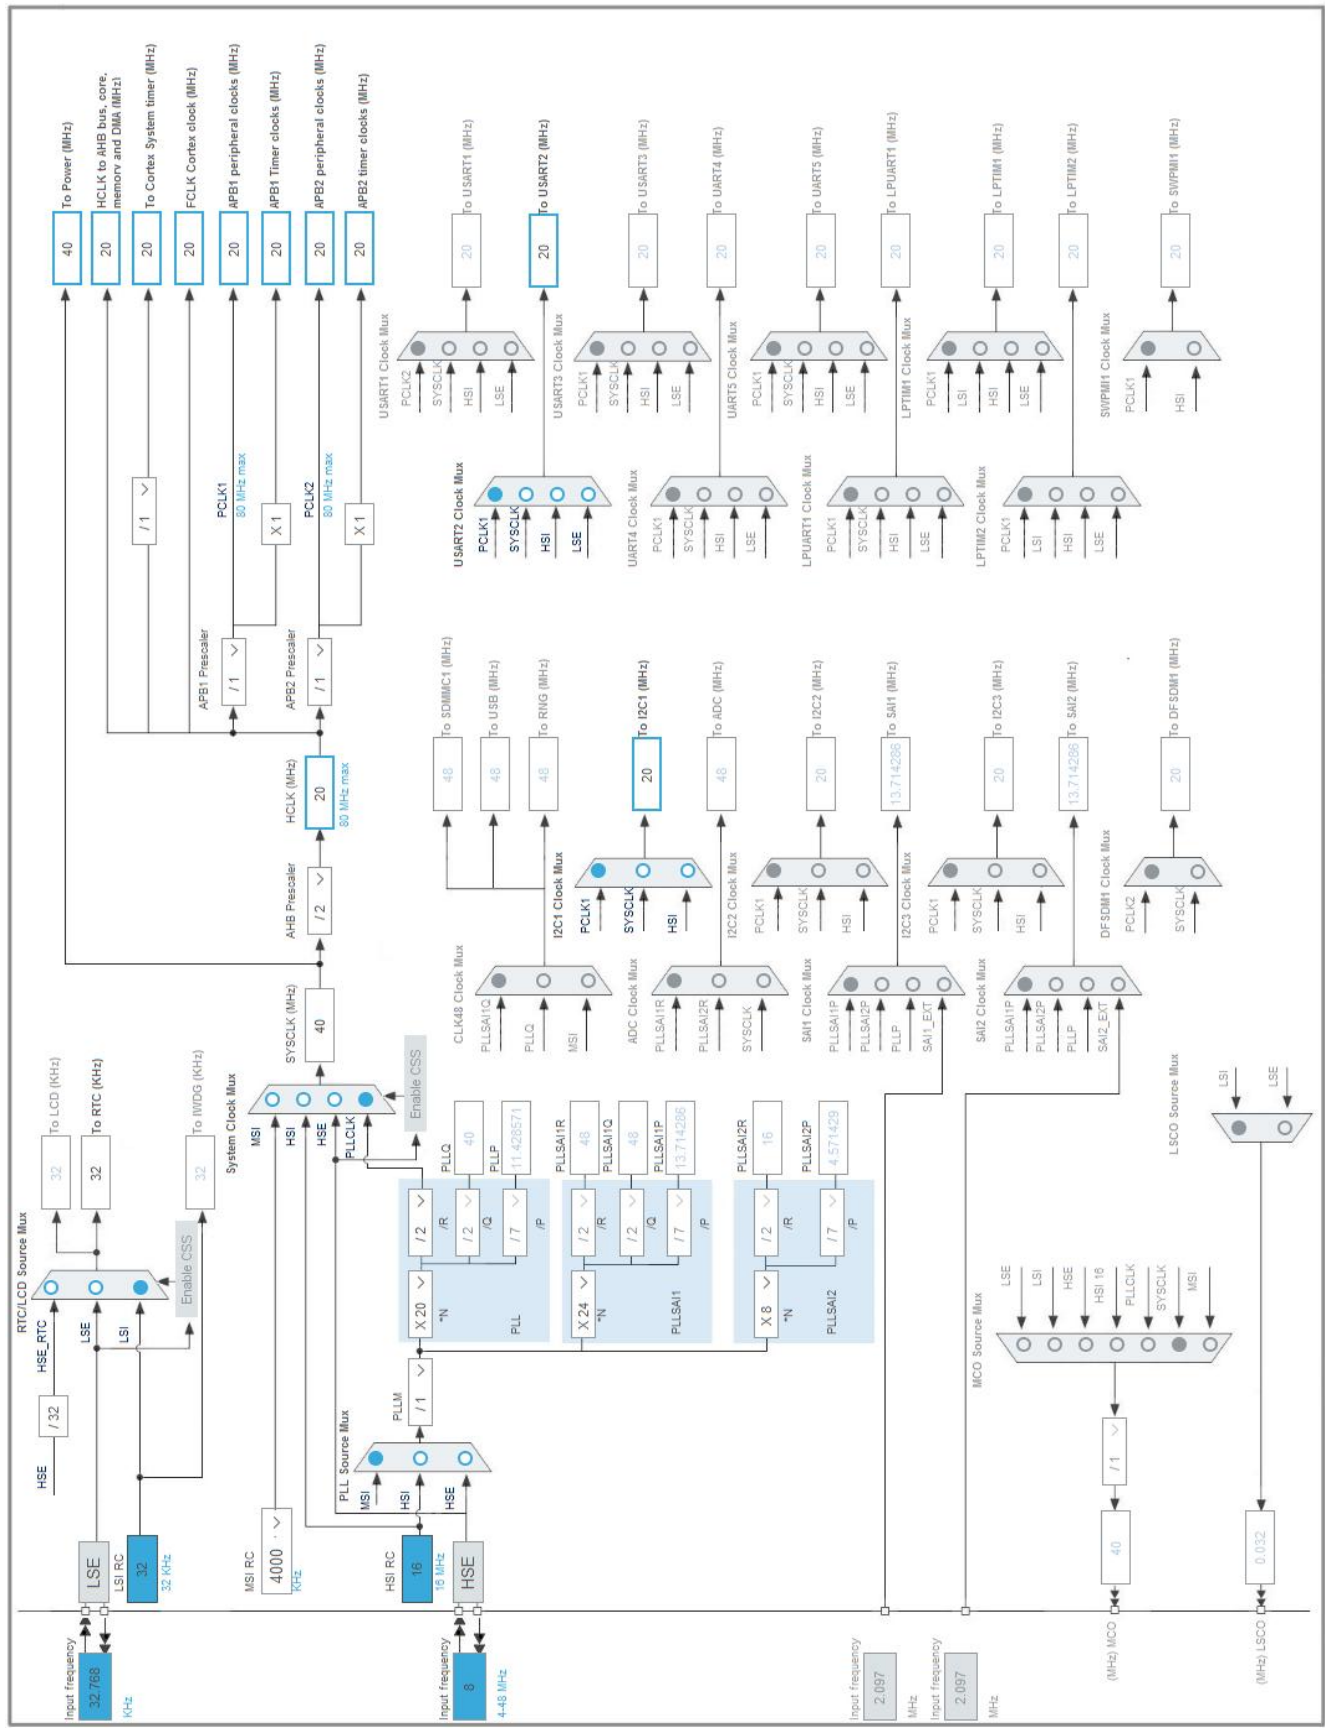 Input frequency
32.768
KHz
LSE
LSI RC
32
32 KHz
HSE
/ 32
HSE_RTC
LSE
LSI
RTC/LCD Source Mux
Enable CSS
32
To LCD (KHz)
32
To RTC (KHz)
32
To IWDG (KHz)
MSI RC
4000
KHz
HSI RC
16
16 MHz
Input frequency
8
4-48 MHz
HSE
PLL Source Mux
MSI
HSI
HSE
PLLM
/ 1
X 20
*N
PLL
/ 2
/R
/ 2
/Q
/ 7
/P
PLLQ
40
PLLP
11.428571
X 24
*N
PLLSAI1
/ 2
/R
/ 2
/Q
/ 7
/P
PLLSAI1R
48
PLLSAI1Q
48
PLLSAI1P
13.714286
X 8
*N
PLLSAI2
/ 2
/R
/ 7
/P
PLLSAI2R
16
PLLSAI2P
4.571429
System Clock Mux
MSI
HSI
HSE
PLLCLK
Enable CSS
SYSCLK (MHz)
40
AHB Prescaler
/ 2
HCLK (MHz)
20
80 MHz max
APB1 Prescaler
/ 1
APB2 Prescaler
/ 1
/ 1
PCLK1
80 MHz max
X 1
PCLK2
80 MHz max
X 1
40
To Power (MHz)
20
HCLK to AHB bus, core,
memory and DMA (MHz)
20
To Cortex System timer (MHz)
20
FCLK Cortex clock (MHz)
20
APB1 peripheral clocks (MHz)
20
APB1 Timer clocks (MHz)
20
APB2 peripheral clocks (MHz)
20
APB2 timer clocks (MHz)
CLK48 Clock Mux
PLLSAI1Q
PLLQ
MSI
48
To SDMMC1 (MHz)
48
To USB (MHz)
48
To RNG (MHz)
I2C1 Clock Mux
PCLK1
SYSCLK
HSI
20
To I2C1 (MHz)
ADC Clock Mux
PLLSAI1R
PLLSAI2R
SYSCLK
48
To ADC (MHz)
I2C2 Clock Mux
PCLK1
SYSCLK
HSI
20
To I2C2 (MHz)
SAI1 Clock Mux
PLLSAI1P
PLLSAI2P
PLLP
SAI1_EXT
13.714286
To SAI1 (MHz)
I2C3 Clock Mux
PCLK1
SYSCLK
HSI
20
To I2C3 (MHz)
SAI2 Clock Mux
PLLSAI1P
PLLSAI2P
PLLP
SAI2_EXT
13.714286
To SAI2 (MHz)
DFSDM1 Clock Mux
PCLK2
SYSCLK
20
To DFSDM1 (MHz)
USART1 Clock Mux
PCLK2
SYSCLK
HSI
LSE
20
To USART1 (MHz)
USART2 Clock Mux
PCLK1
SYSCLK
HSI
LSE
20
To USART2 (MHz)
USART3 Clock Mux
PCLK1
SYSCLK
HSI
LSE
20
To USART3 (MHz)
UART4 Clock Mux
PCLK1
SYSCLK
HSI
LSE
20
To UART4 (MHz)
UART5 Clock Mux
PCLK1
SYSCLK
HSI
LSE
20
To UART5 (MHz)
LPUART1 Clock Mux
PCLK1
SYSCLK
HSI
LSE
20
To LPUART1 (MHz)
LPTIM1 Clock Mux
PCLK1
LSI
HSI
LSE
20
To LPTIM1 (MHz)
LPTIM2 Clock Mux
PCLK1
LSI
HSI
LSE
20
To LPTIM2 (MHz)
SWPMI1 Clock Mux
PCLK1
HSI
20
To SWPMI1 (MHz)
Input frequency
2.097
MHz
Input frequency
2.097
MHz
MCO Source Mux
LSE
LSI
HSE
HSI 16
PLLCLK
SYSCLK
MSI
/ 1
40
(MHz) MCO
LSCO Source Mux
LSI
LSE
0.032
(MHz) LSCO